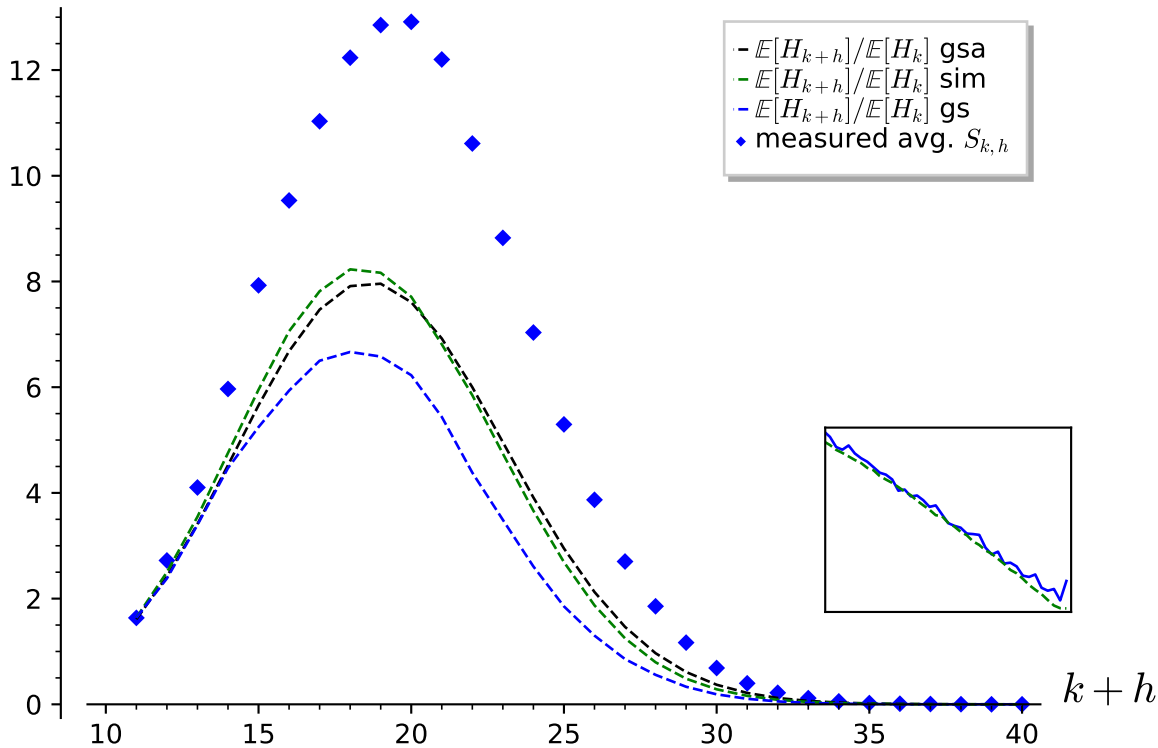 𝔼[H_{k+h}]/𝔼[H_k] gsa
𝔼[H_{k+h}]/𝔼[H_k] sim
𝔼[H_{k+h}]/𝔼[H_k] gs
measured avg. S_{k,h}
12
10
8
6
4
2
0
k + h
10 15 20 25 30 35 40